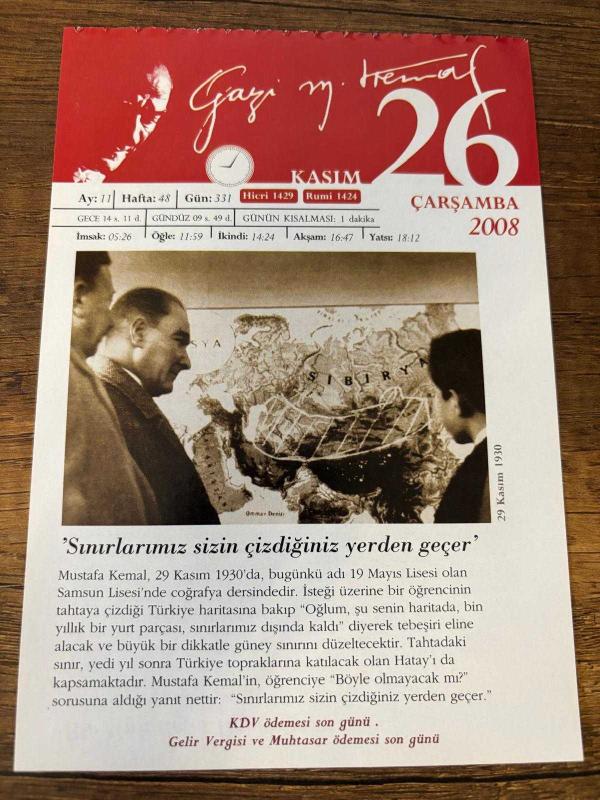 Gazi M. Kemal
KASIM 26
ÇARŞAMBA
2008
Ay: 11 Hafta: 48 Gün: 331 Hicri 1429 Rumi 1424
GECE 14 s. 11 d. GÜNDÜZ 09 s. 49 d. GÜNÜN KISALMASI: 1 dakika
İmsak: 05:26 Öğle: 11:59 İkindi: 14:24 Akşam: 16:47 Yatsı: 18:12
SYA
SİBİRYA
Umman Denizi
29 Kasım 1930
'Sınırlarımız sizin çizdiğiniz yerden geçer'
Mustafa Kemal, 29 Kasım 1930'da, bugünkü adı 19 Mayıs Lisesi olan
Samsun Lisesi'nde coğrafya dersindedir. İsteği üzerine bir öğrencinin
tahtaya çizdiği Türkiye haritasına bakıp “Oğlum, şu senin haritada, bin
yıllık bir yurt parçası, sınırlarımız dışında kaldı” diyerek tebeşiri eline
alacak ve büyük bir dikkatle güney sınırını düzeltecektir. Tahtadaki
sınır, yedi yıl sonra Türkiye topraklarına katılacak olan Hatay'ı da
kapsamaktadır. Mustafa Kemal'in, öğrenciye “Böyle olmayacak mı?”
sorusuna aldığı yanıt nettir: “Sınırlarımız sizin çizdiğiniz yerden geçer.”
KDV ödemesi son günü .
Gelir Vergisi ve Muhtasar ödemesi son günü